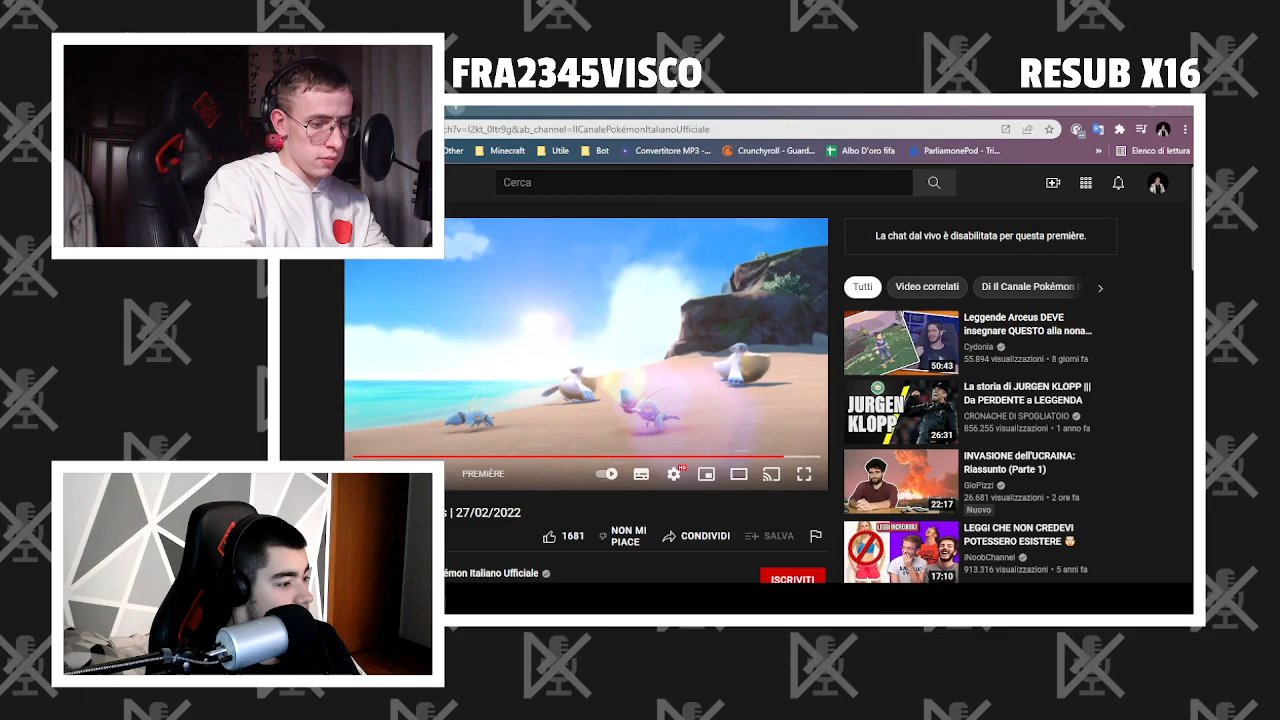 FRA2345VISCO
RESUB X16
ch?v=I2kt_0ltr9g&ab_channel=IlCanalePokémonItalianoUfficiale
Other Minecraft Utile Bot Convertitore MP3 -... Crunchyroll - Guard... Albo D'oro fifa ParliamonePod - Tri... » Elenco di lettura
Cerca
La chat dal vivo è disabilitata per questa première.
Tutti Video correlati Di Il Canale Pokémon I
Leggende Arceus DEVE
insegnare QUESTO alla nona...
Cydonia
55.894 visualizzazioni • 8 giorni fa
50:43
JURGEN
KLOPP
26:31
La storia di JURGEN KLOPP |||
Da PERDENTE a LEGGENDA
CRONACHE DI SPOGLIATOIO
856.255 visualizzazioni • 1 anno fa
INVASIONE dell'UCRAINA:
Riassunto (Parte 1)
GioPizzi
26.681 visualizzazioni • 2 ore fa
Nuovo
22:17
LEGGI INCREDIBILI
LEGGI CHE NON CREDEVI
POTESSERO ESISTERE
iNoobChannel
913.316 visualizzazioni • 5 anni fa
17:10
PREMIÈRE
HD
s | 27/02/2022
1681 NON MI PIACE CONDIVIDI SALVA
émon Italiano Ufficiale
ISCRIVITI